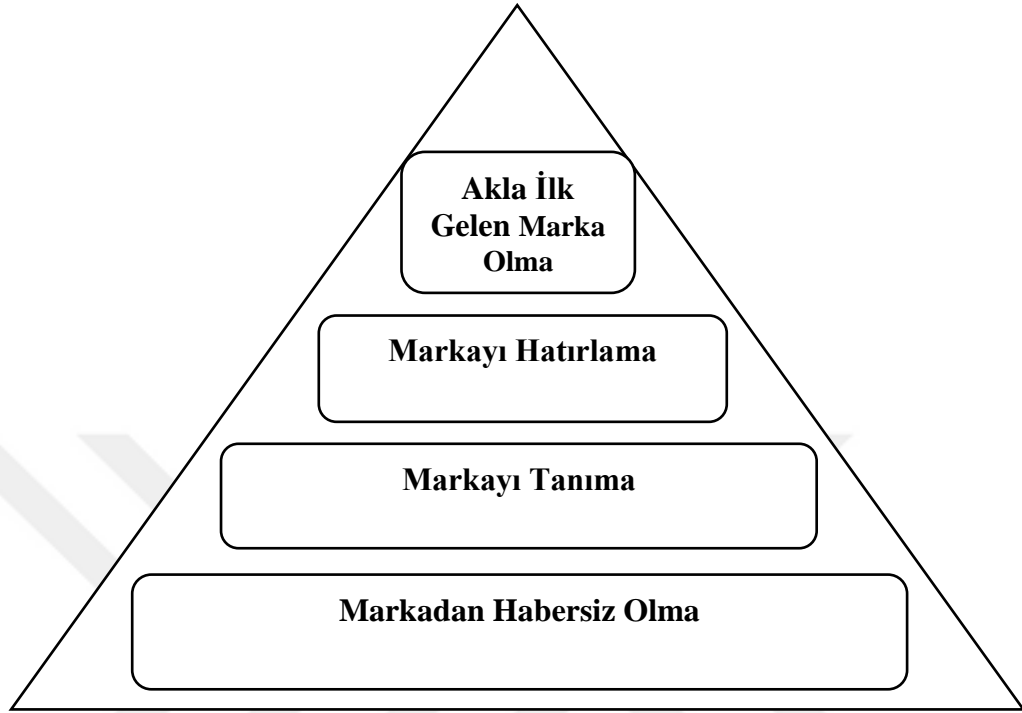 Akla İlk
Gelen Marka
Olma
Markayı Hatırlama
Markayı Tanıma
Markadan Habersiz Olma